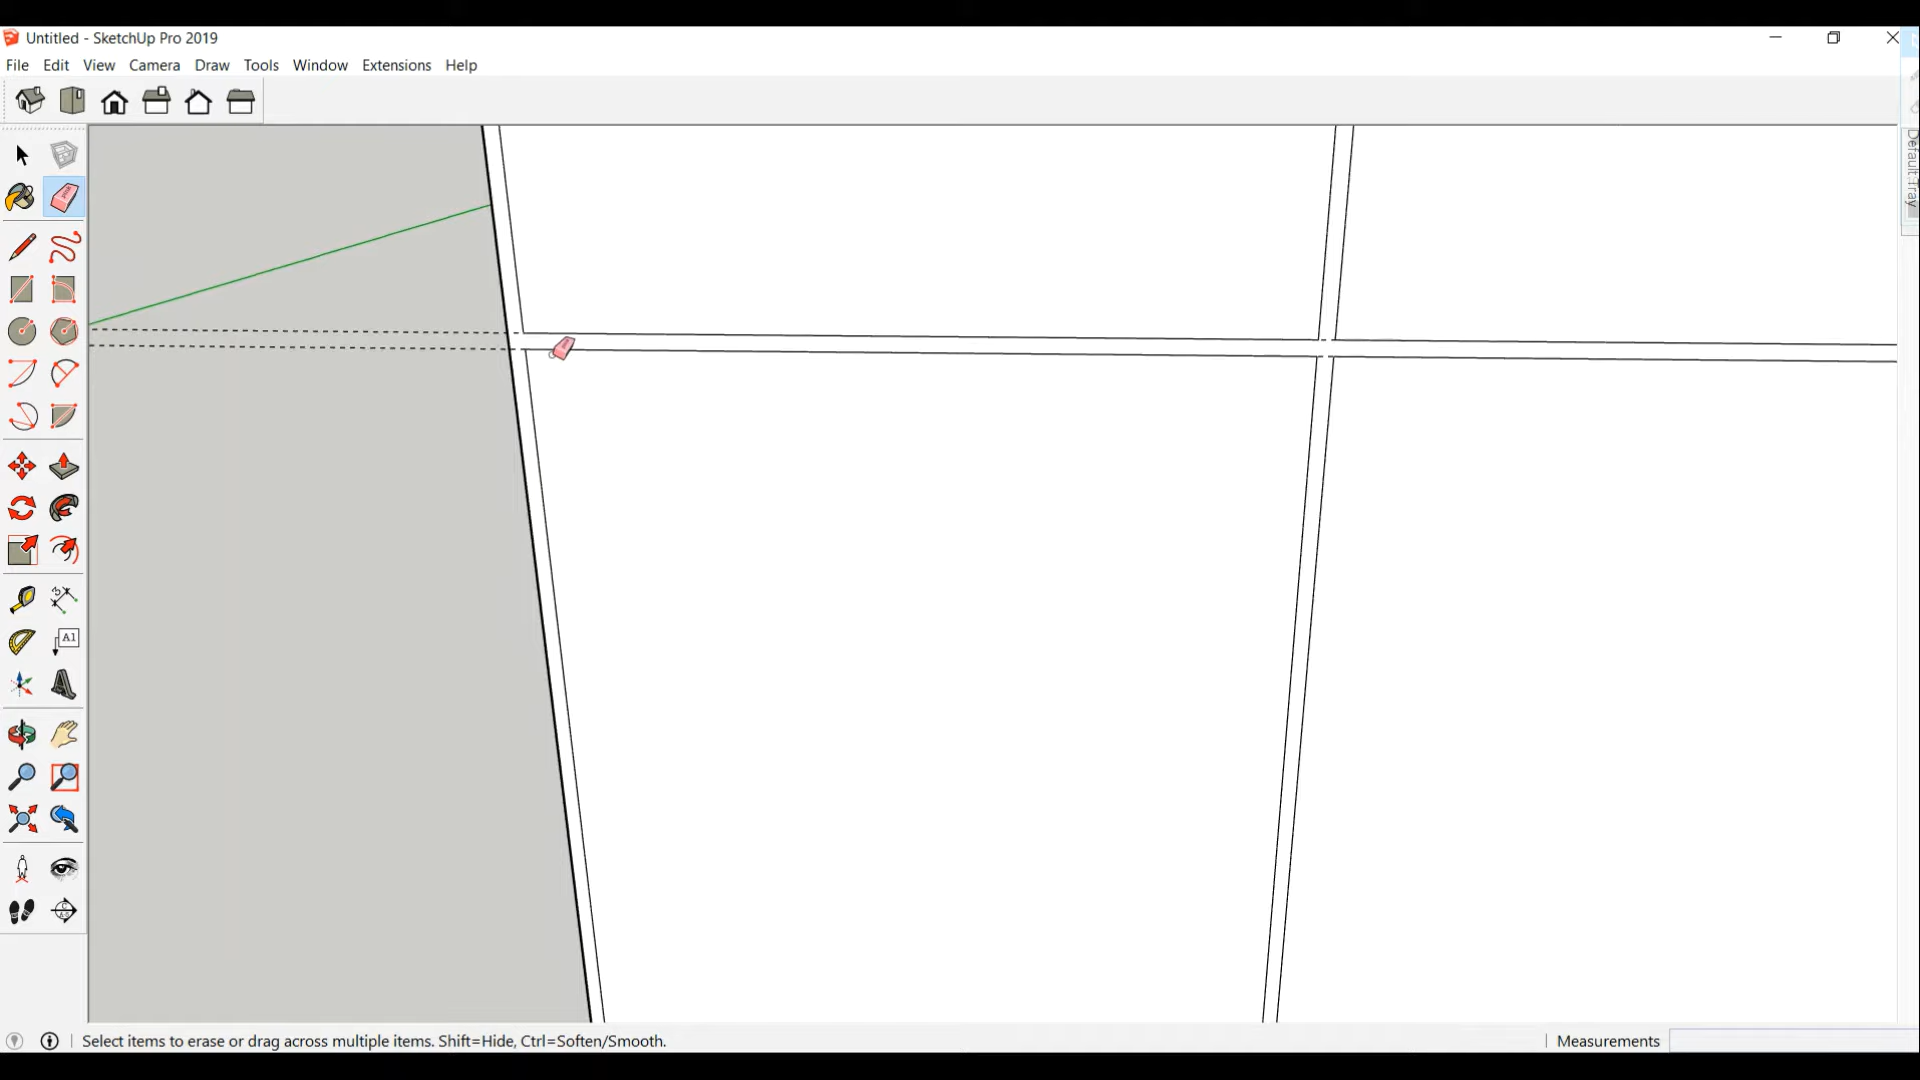 Untitled - SketchUp Pro 2019
File Edit View Camera Draw Tools Window Extensions Help
Default Tray
A1
Select items to erase or drag across multiple items. Shift=Hide, Ctrl=Soften/Smooth.
Measurements